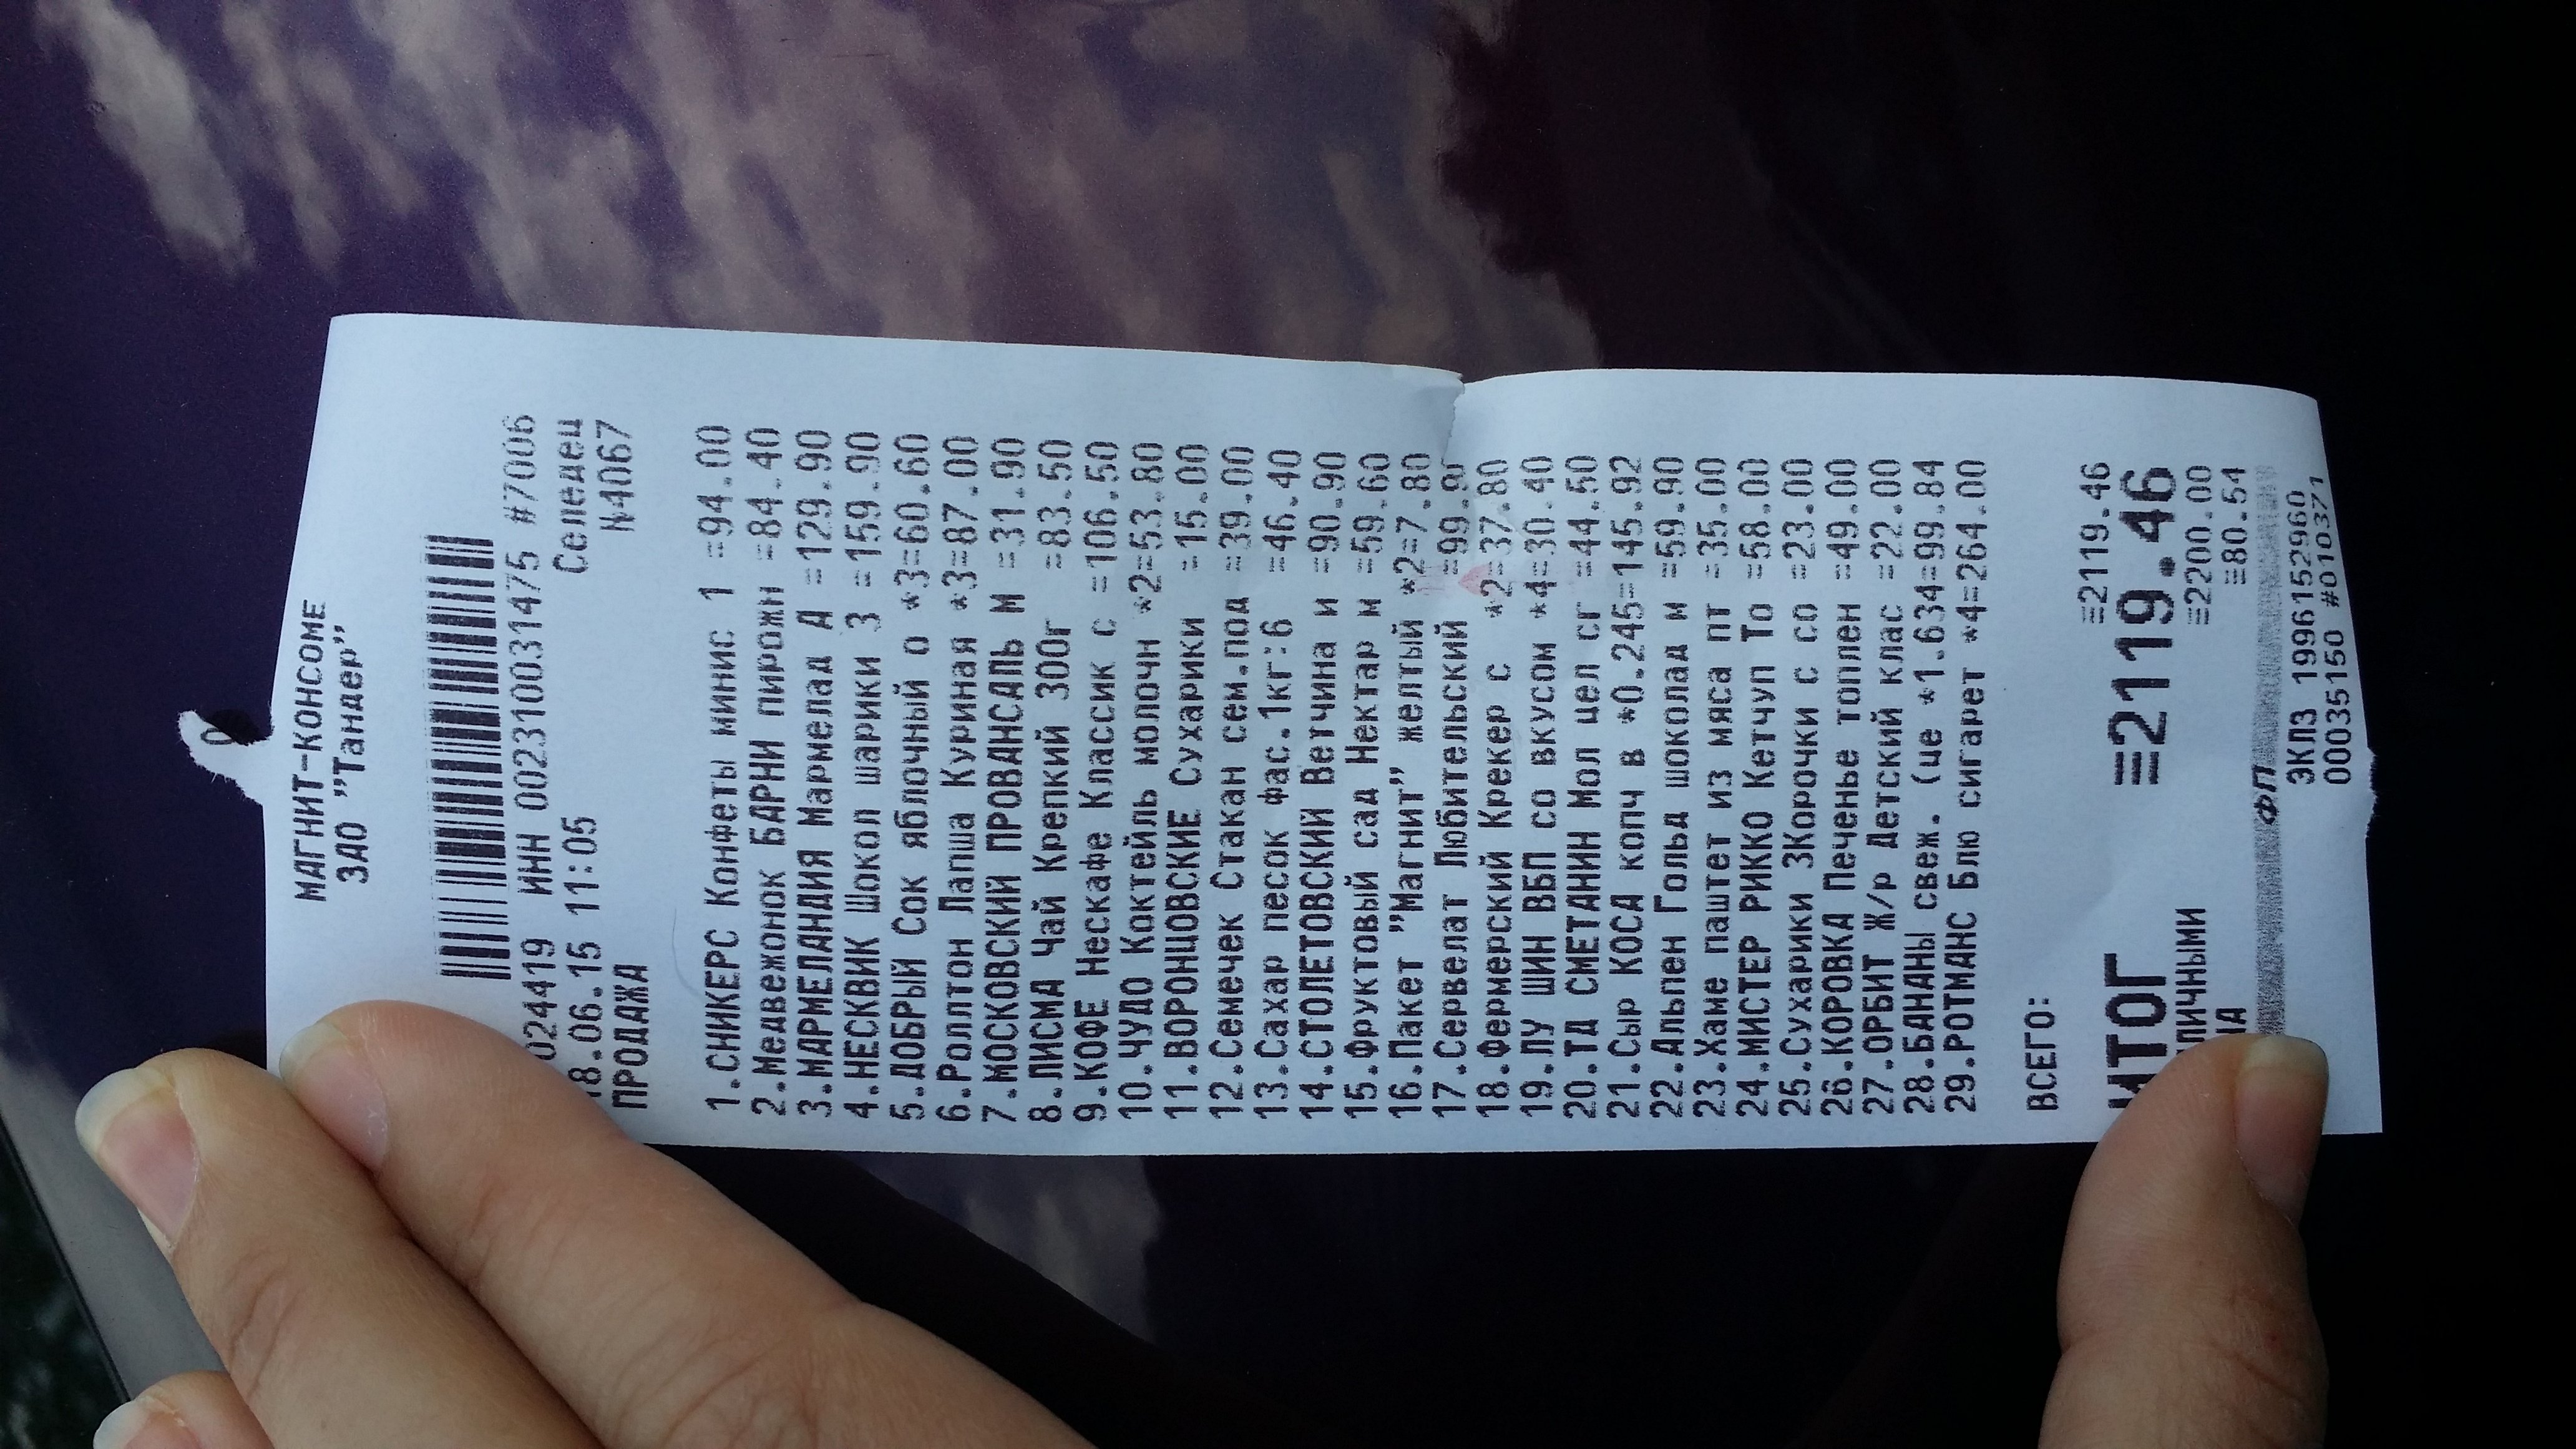 МАГНИТ-КОНСОМЕ
ЗАО "Тандер"
024419 ИНН 002310031475 #7006
18.06.15 11:05 Селедец
ПРОДАЖА №4067
1.СНИКЕРС Конфеты минис 1 =94.00
2.Медвежонок БАРНИ пирожн =84.40
3.МАРМЕЛАНДИЯ Мармелад Д =129.90
4.НЕСКВИК Шокол шарики 3 =159.90
5.ДОБРЫЙ Сок яблочный о *3=60.60
6.Роллтон Лапша Куриная *3=87.00
7.МОСКОВСКИЙ ПРОВАНСАЛЬ М =31.90
8.ЛИСМА Чай Крепкий 300г =83.50
9.КОФЕ Нескафе Классик с =106.50
10.ЧУДО Коктейль молочн *2=53.80
11.ВОРОНЦОВСКИЕ Сухарики =15.00
12.Семечек Стакан сем.под =39.00
13.Сахар песок фас.1кг:6 =46.40
14.СТОЛЕТОВСКИЙ Ветчина и =90.90
15.Фруктовый сад Нектар м =59.60
16.Пакет "Магнит" желтый *2=7.80
17.Сервелат Любительский =99.90
18.Фермерский Крекер с *2=37.80
19.ЛУ ШИН ВБП со вкусом *4=30.40
20.ТД СМЕТАНИН Мол цел сг =44.50
21.Сыр КОСА копч в *0.245=145.92
22.Альпен Гольд шоколад м =59.90
23.Хаме паштет из мяса пт =35.00
24.МИСТЕР РИККО Кетчуп То =58.00
25.Сухарики 3Корочки с со =23.00
26.КОРОВКА Печенье топлен =49.00
27.ОРБИТ Ж/р Детский клас =22.00
28.БАНАНЫ свеж. (це *1.634=99.84
29.РОТМАНС Блю сигарет *4=264.00
ВСЕГО: ≡2119.46
ИТОГ ≡2119.46
ЛИЧНЫМИ ≡2200.00
ЧА ≡80.54
ФП
ЭКЛЗ 1996152960
00035150 #010371